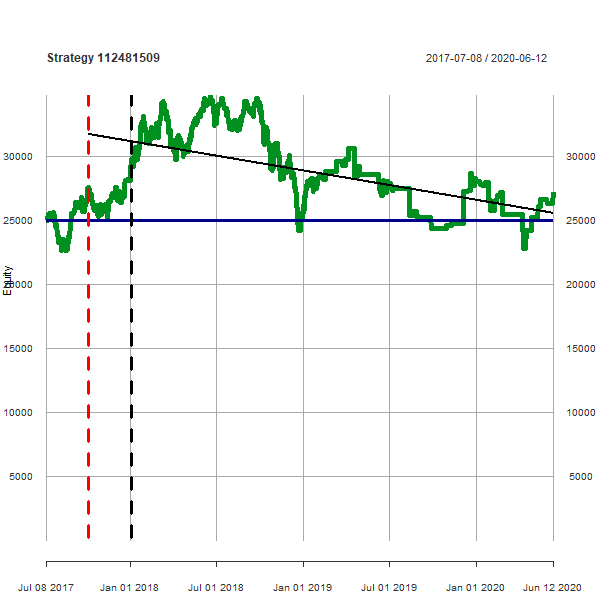 Strategy 112481509 2017-07-08 / 2020-06-12
30000 30000
25000 25000
Equity
20000 20000
15000 15000
10000 10000
5000 5000
Jul 08 2017 Jan 01 2018 Jul 01 2018 Jan 01 2019 Jul 01 2019 Jan 01 2020 Jun 12 2020